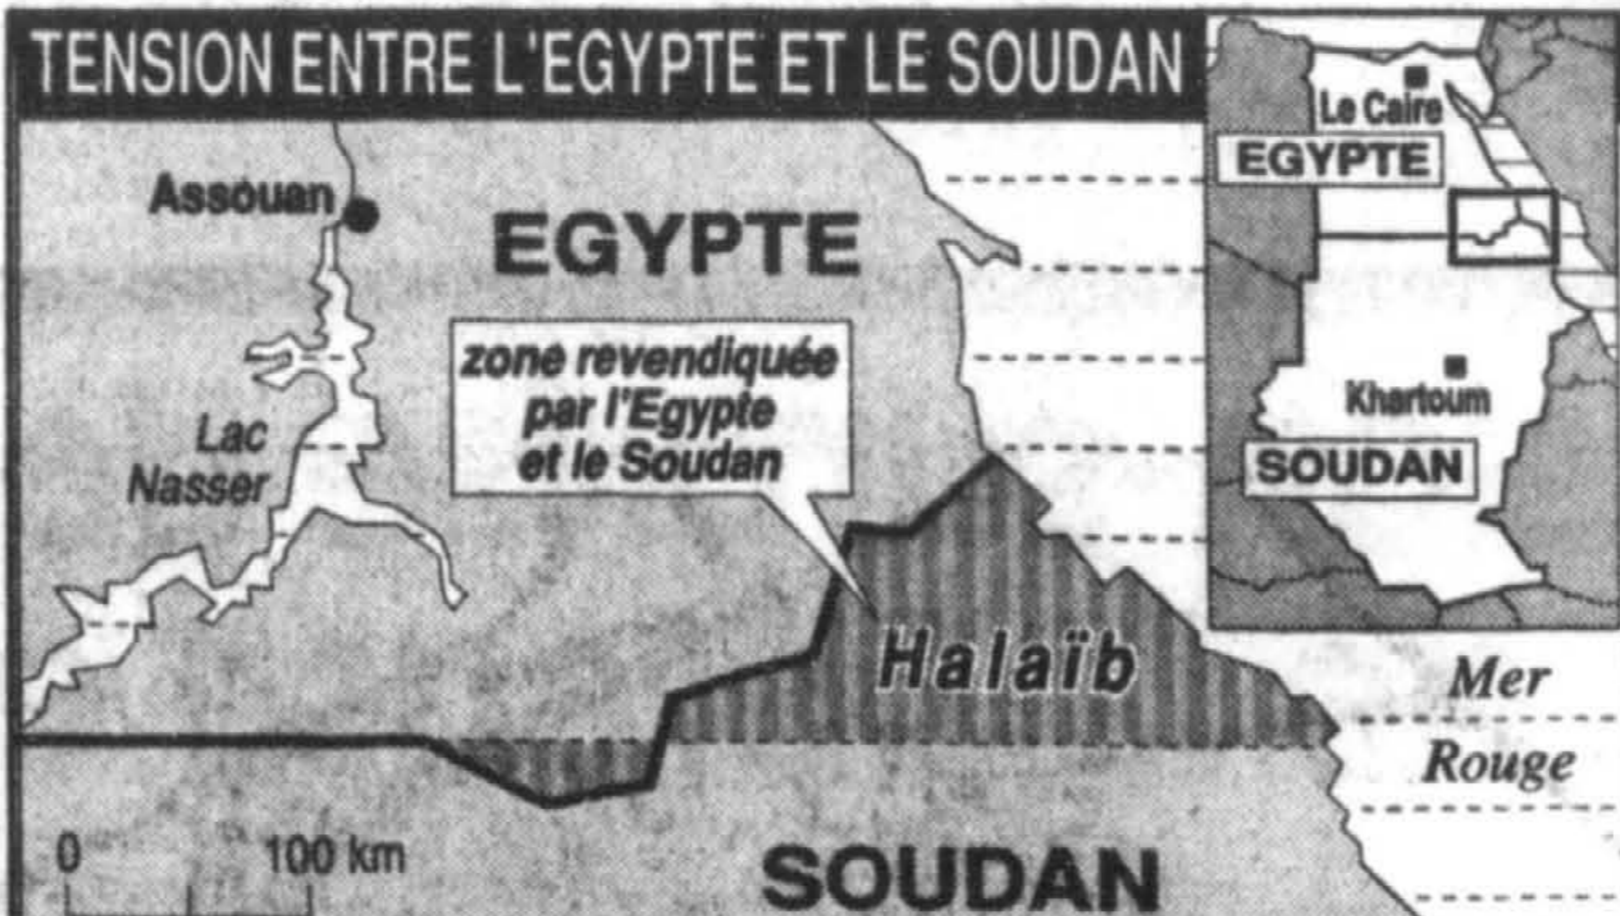 TENSION ENTRE L'EGYPTE ET LE SOUDAN
Le Caire
EGYPTE
Assouan
EGYPTE
zone revendiquée
par l'Egypte
et le Soudan
Lac
Nasser
Khartoum
SOUDAN
Halaïb
Mer
Rouge
0 100 km
SOUDAN